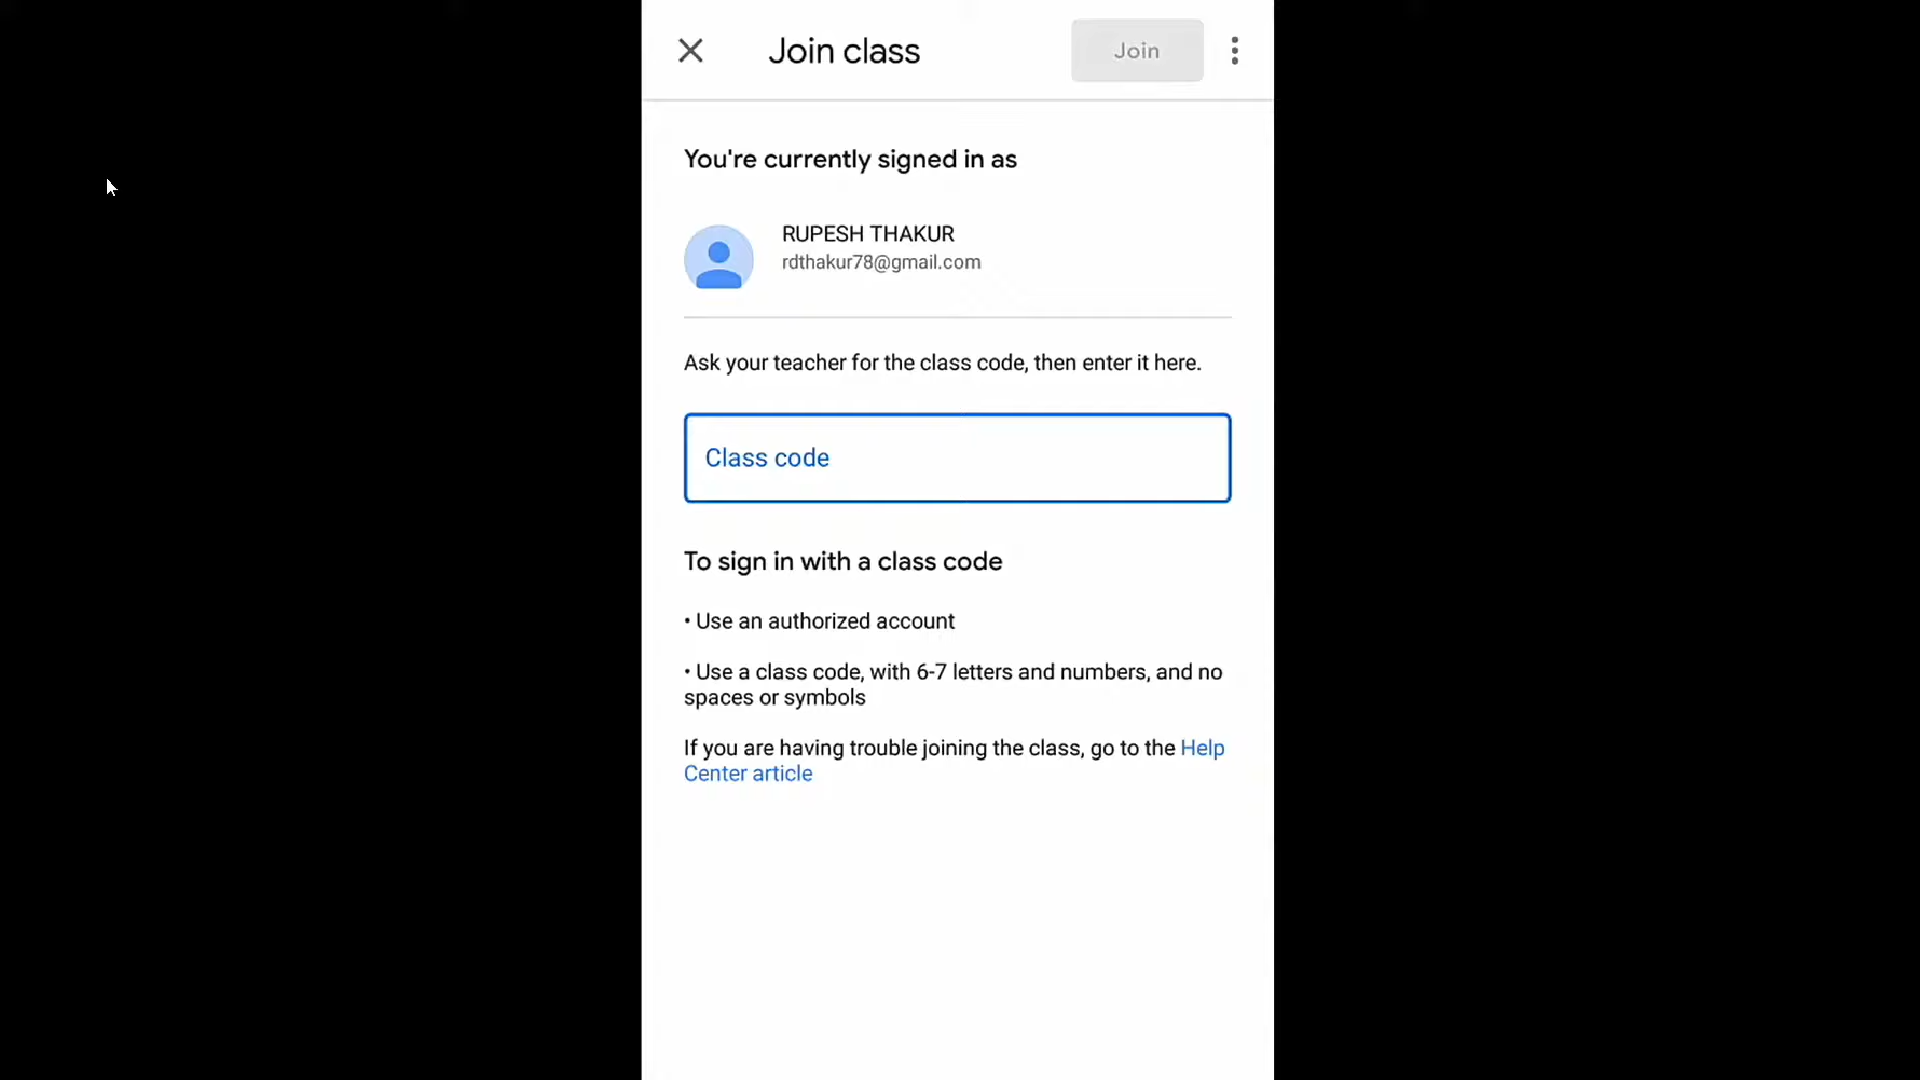 Join class
Join
You're currently signed in as
RUPESH THAKUR
rdthakur78@gmail.com
Ask your teacher for the class code, then enter it here.
Class code
To sign in with a class code
• Use an authorized account
• Use a class code, with 6-7 letters and numbers, and no
spaces or symbols
If you are having trouble joining the class, go to the Help
Center article